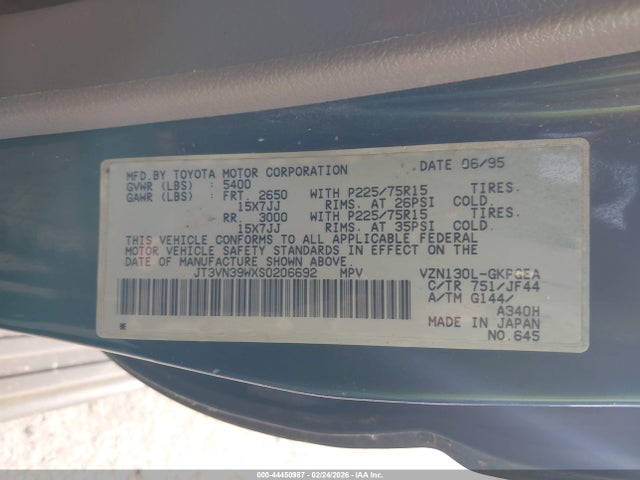 MFD.BY TOYOTA MOTOR CORPORATION DATE 06/95
GVWR (LBS) : 5400
GAWR (LBS) : FRT. 2650 WITH P225/75R15 TIRES.
15X7JJ RIMS. AT 26PSI COLD.
RR. 3000 WITH P225/75R15 TIRES.
15X7JJ RIMS. AT 35PSI COLD.
THIS VEHICLE CONFORMS TO ALL APPLICABLE FEDERAL
MOTOR VEHICLE SAFETY STANDARDS IN EFFECT ON THE
DATE OF MANUFACTURE SHOWN ABOVE.
JT3VN39WXS0206692 MPV VZN130L-GKPGEA
C/TR 751/JF44
A/TM G144/
A340H
MADE IN JAPAN
NO.645
000-44450987 - 02/24/2026 - IAA Inc.